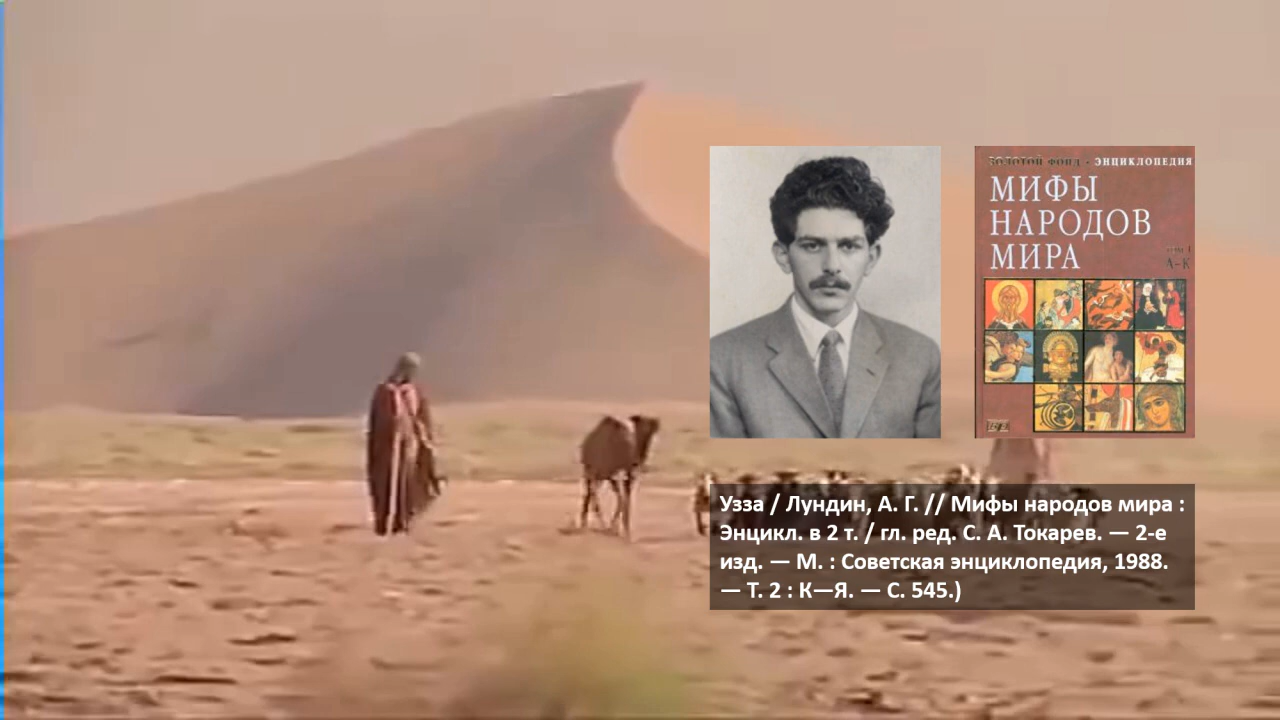 ЗОЛОТОЙ ФОНД • ЭНЦИКЛОПЕДИЯ
МИФЫ
НАРОДОВ
МИРА
ТОМ 1
А–К
Узза / Лундин, А. Г. // Мифы народов мира :
Энцикл. в 2 т. / гл. ред. С. А. Токарев. — 2-е
изд. — М. : Советская энциклопедия, 1988.
— Т. 2 : К—Я. — С. 545.)